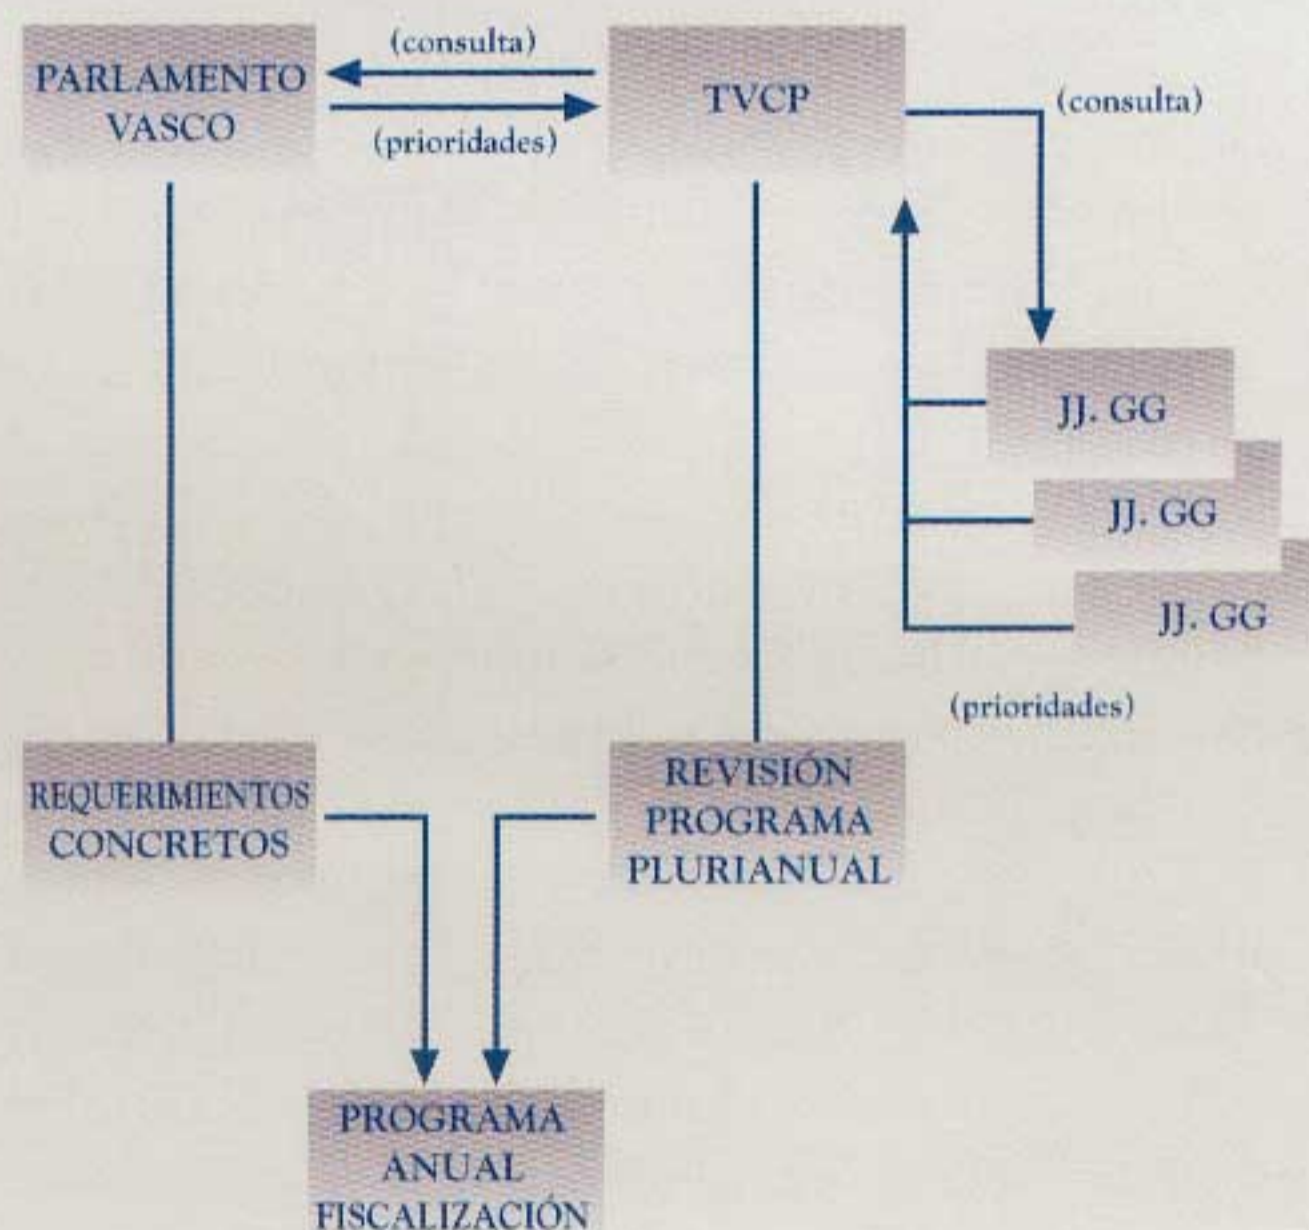 PARLAMENTO
VASCO
(consulta)
(prioridades)
TVCP
(consulta)
JJ. GG
JJ. GG
JJ. GG
(prioridades)
REQUERIMIENTOS
CONCRETOS
REVISIÓN
PROGRAMA
PLURIANUAL
PROGRAMA
ANUAL
FISCALIZACIÓN